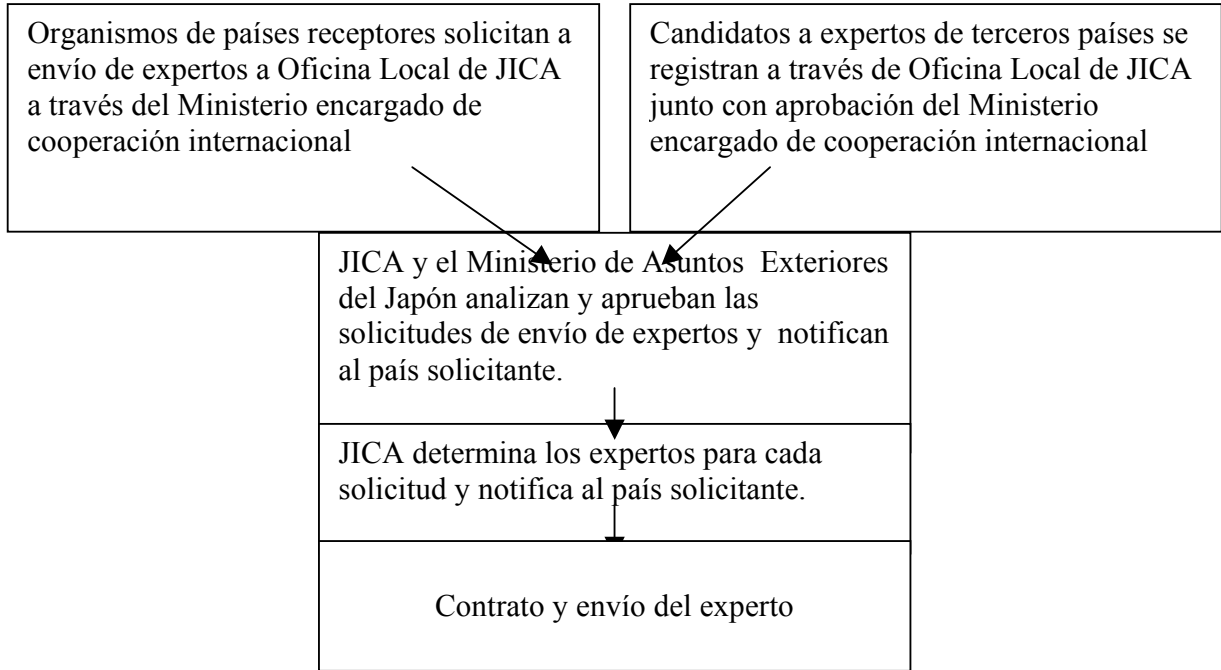 Organismos de países receptores solicitan a
envío de expertos a Oficina Local de JICA
a través del Ministerio encargado de
cooperación internacional
Candidatos a expertos de terceros países se
registran a través de Oficina Local de JICA
junto con aprobación del Ministerio
encargado de cooperación internacional
JICA y el Ministerio de Asuntos Exteriores
del Japón analizan y aprueban las
solicitudes de envío de expertos y notifican
al país solicitante.
JICA determina los expertos para cada
solicitud y notifica al país solicitante.
Contrato y envío del experto